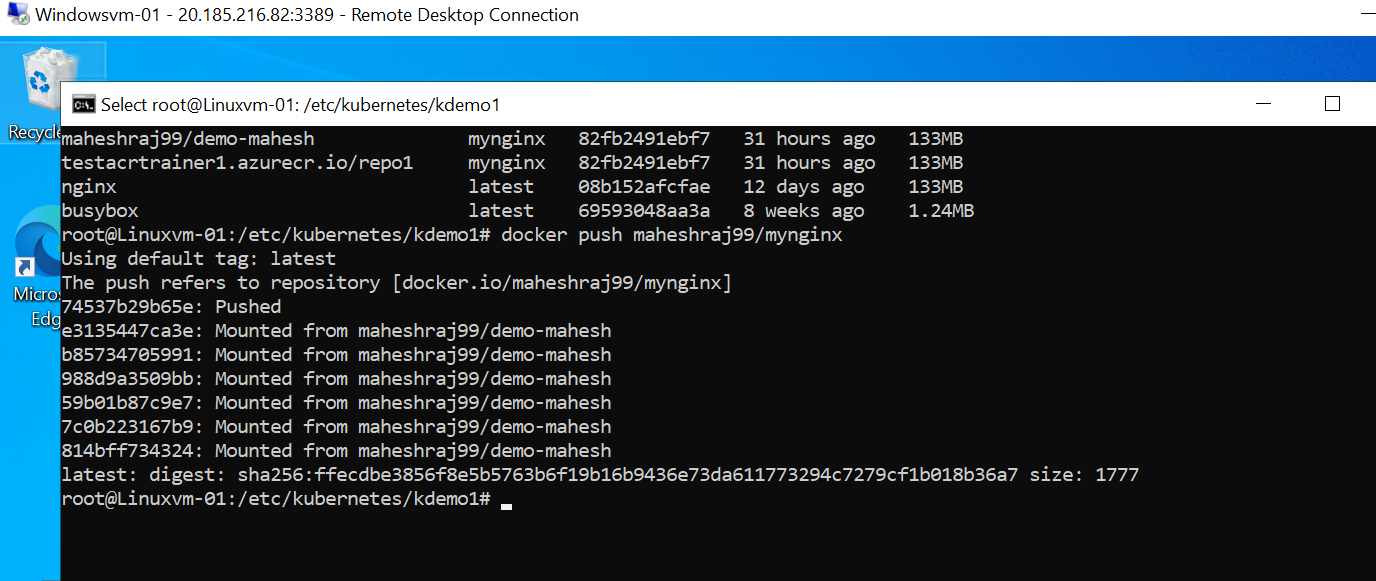 Windowsvm-01 - 20.185.216.82:3389 - Remote Desktop Connection
Select root@Linuxvm-01: /etc/kubernetes/kdemo1
Recycle
maheshraj99/demo-mahesh mynginx 82fb2491ebf7 31 hours ago 133MB
testacrtrainer1.azurecr.io/repo1 mynginx 82fb2491ebf7 31 hours ago 133MB
nginx latest 08b152afcfae 12 days ago 133MB
busybox latest 69593048aa3a 8 weeks ago 1.24MB
root@Linuxvm-01:/etc/kubernetes/kdemo1# docker push maheshraj99/mynginx
Using default tag: latest
The push refers to repository [docker.io/maheshraj99/mynginx]
Micros
Edg
74537b29b65e: Pushed
e3135447ca3e: Mounted from maheshraj99/demo-mahesh
b85734705991: Mounted from maheshraj99/demo-mahesh
988d9a3509bb: Mounted from maheshraj99/demo-mahesh
59b01b87c9e7: Mounted from maheshraj99/demo-mahesh
7c0b223167b9: Mounted from maheshraj99/demo-mahesh
814bff734324: Mounted from maheshraj99/demo-mahesh
latest: digest: sha256:ffecdbe3856f8e5b5763b6f19b16b9436e73da611773294c7279cf1b018b36a7 size: 1777
root@Linuxvm-01:/etc/kubernetes/kdemo1#